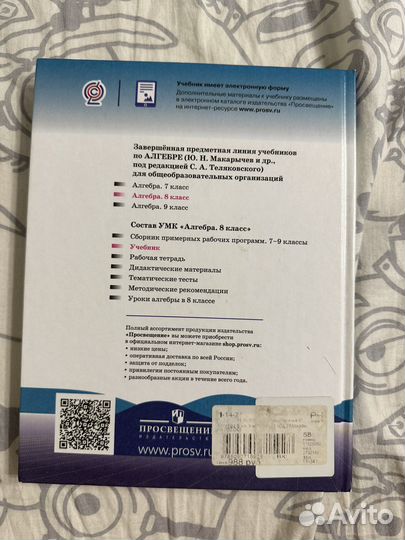 Учебник имеет электронную форму
Дополнительные материалы к учебнику размещены
в электронном каталоге издательства «Просвещение»
на интернет-ресурсе www.prosv.ru
Завершённая предметная линия учебников
по АЛГЕБРЕ (Ю. Н. Макарычев и др.,
под редакцией С. А. Теляковского)
для общеобразовательных организаций
Алгебра. 7 класс
Алгебра. 8 класс
Алгебра. 9 класс
Состав УМК «Алгебра. 8 класс»
Сборник примерных рабочих программ. 7–9 классы
Учебник
Рабочая тетрадь
Дидактические материалы
Тематические тесты
Методические рекомендации
Уроки алгебры в 8 классе
Полный ассортимент продукции издательства
«Просвещение» вы можете приобрести
в официальном интернет-магазине shop.prosv.ru:
• низкие цены;
• оперативная доставка по всей России;
• защита от подделок;
• привилегии постоянным покупателям;
• разнообразные акции в течение всего года.
ПРОСВЕЩЕНИЕ
ИЗДАТЕЛЬСТВО
www.prosv.ru
988 руб
Avito